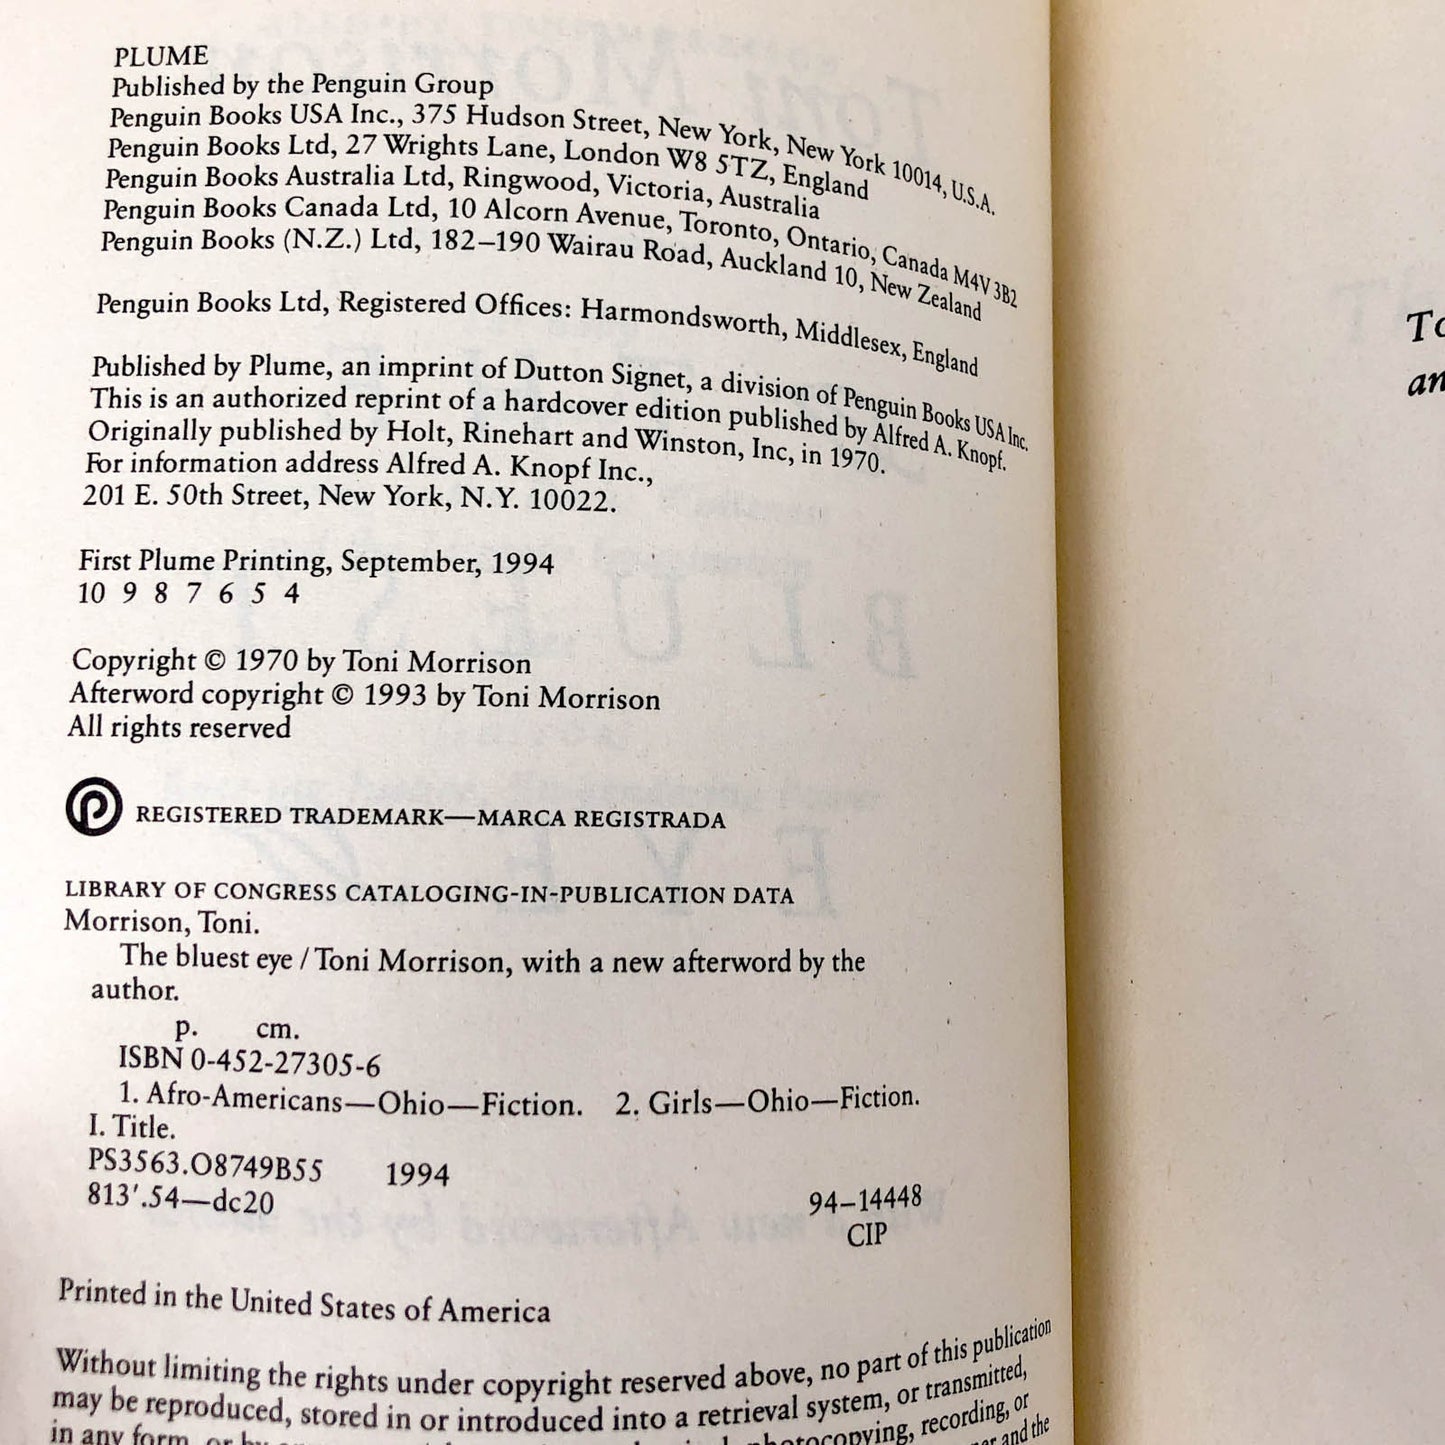 PLUME
Published by the Penguin Group
Penguin Books USA Inc., 375 Hudson Street, New York, New York 10014, U.S.A.
Penguin Books Ltd, 27 Wrights Lane, London W8 5TZ, England
Penguin Books Australia Ltd, Ringwood, Victoria, Australia
Penguin Books Canada Ltd, 10 Alcorn Avenue, Toronto, Ontario, Canada M4V 3B2
Penguin Books (N.Z.) Ltd, 182–190 Wairau Road, Auckland 10, New Zealand
Penguin Books Ltd, Registered Offices: Harmondsworth, Middlesex, England
Published by Plume, an imprint of Dutton Signet, a division of Penguin Books USA Inc.
This is an authorized reprint of a hardcover edition published by Alfred A. Knopf.
Originally published by Holt, Rinehart and Winston, Inc, in 1970.
For information address Alfred A. Knopf Inc.,
201 E. 50th Street, New York, N.Y. 10022.
First Plume Printing, September, 1994
10 9 8 7 6 5 4
Copyright © 1970 by Toni Morrison
Afterword copyright © 1993 by Toni Morrison
All rights reserved
REGISTERED TRADEMARK—MARCA REGISTRADA
LIBRARY OF CONGRESS CATALOGING-IN-PUBLICATION DATA
Morrison, Toni.
The bluest eye / Toni Morrison, with a new afterword by the
author.
p. cm.
ISBN 0-452-27305-6
1. Afro-Americans—Ohio—Fiction. 2. Girls—Ohio—Fiction.
I. Title.
PS3563.O8749B55 1994
813'.54—dc20 94–14448
CIP
Printed in the United States of America
Without limiting the rights under copyright reserved above, no part of this publication
may be reproduced, stored in or introduced into a retrieval system, or transmitted,
in any form, or by photocopying, recording, or
and the